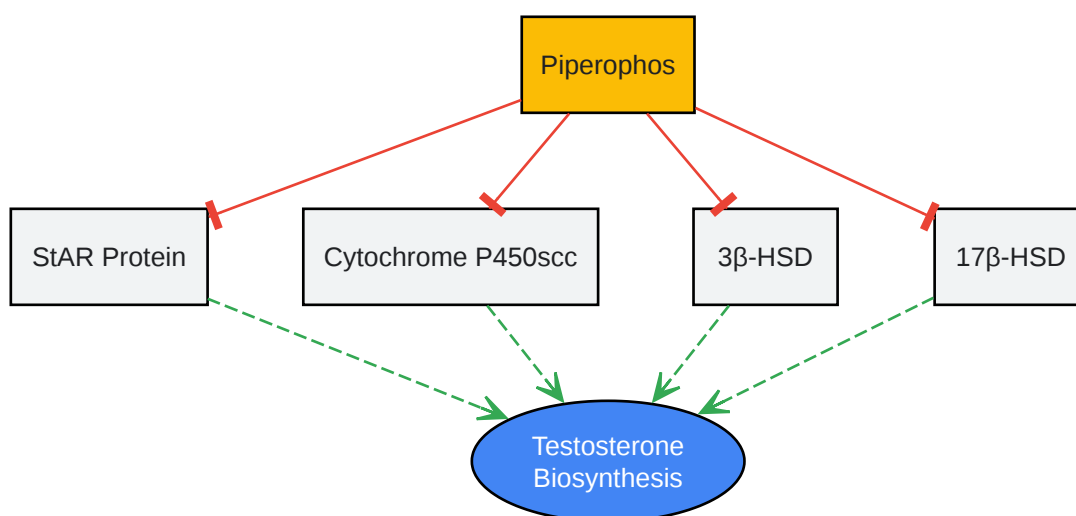 Piperophos
StAR Protein
Cytochrome P450scc
3β-HSD
17β-HSD
Testosterone
Biosynthesis